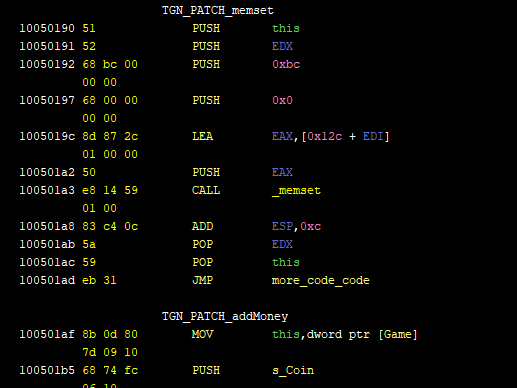 TGN_PATCH_memset
10050190 51 PUSH this
10050191 52 PUSH EDX
10050192 68 bc 00 PUSH 0xbc
00 00
10050197 68 00 00 PUSH 0x0
00 00
1005019c 8d 87 2c LEA EAX,[0x12c + EDI]
01 00 00
100501a2 50 PUSH EAX
100501a3 e8 14 59 CALL _memset
01 00
100501a8 83 c4 0c ADD ESP,0xc
100501ab 5a POP EDX
100501ac 59 POP this
100501ad eb 31 JMP more_code_code
TGN_PATCH_addMoney
100501af 8b 0d 80 MOV this,dword ptr [Game]
7d 09 10
100501b5 68 74 fc PUSH s_Coin